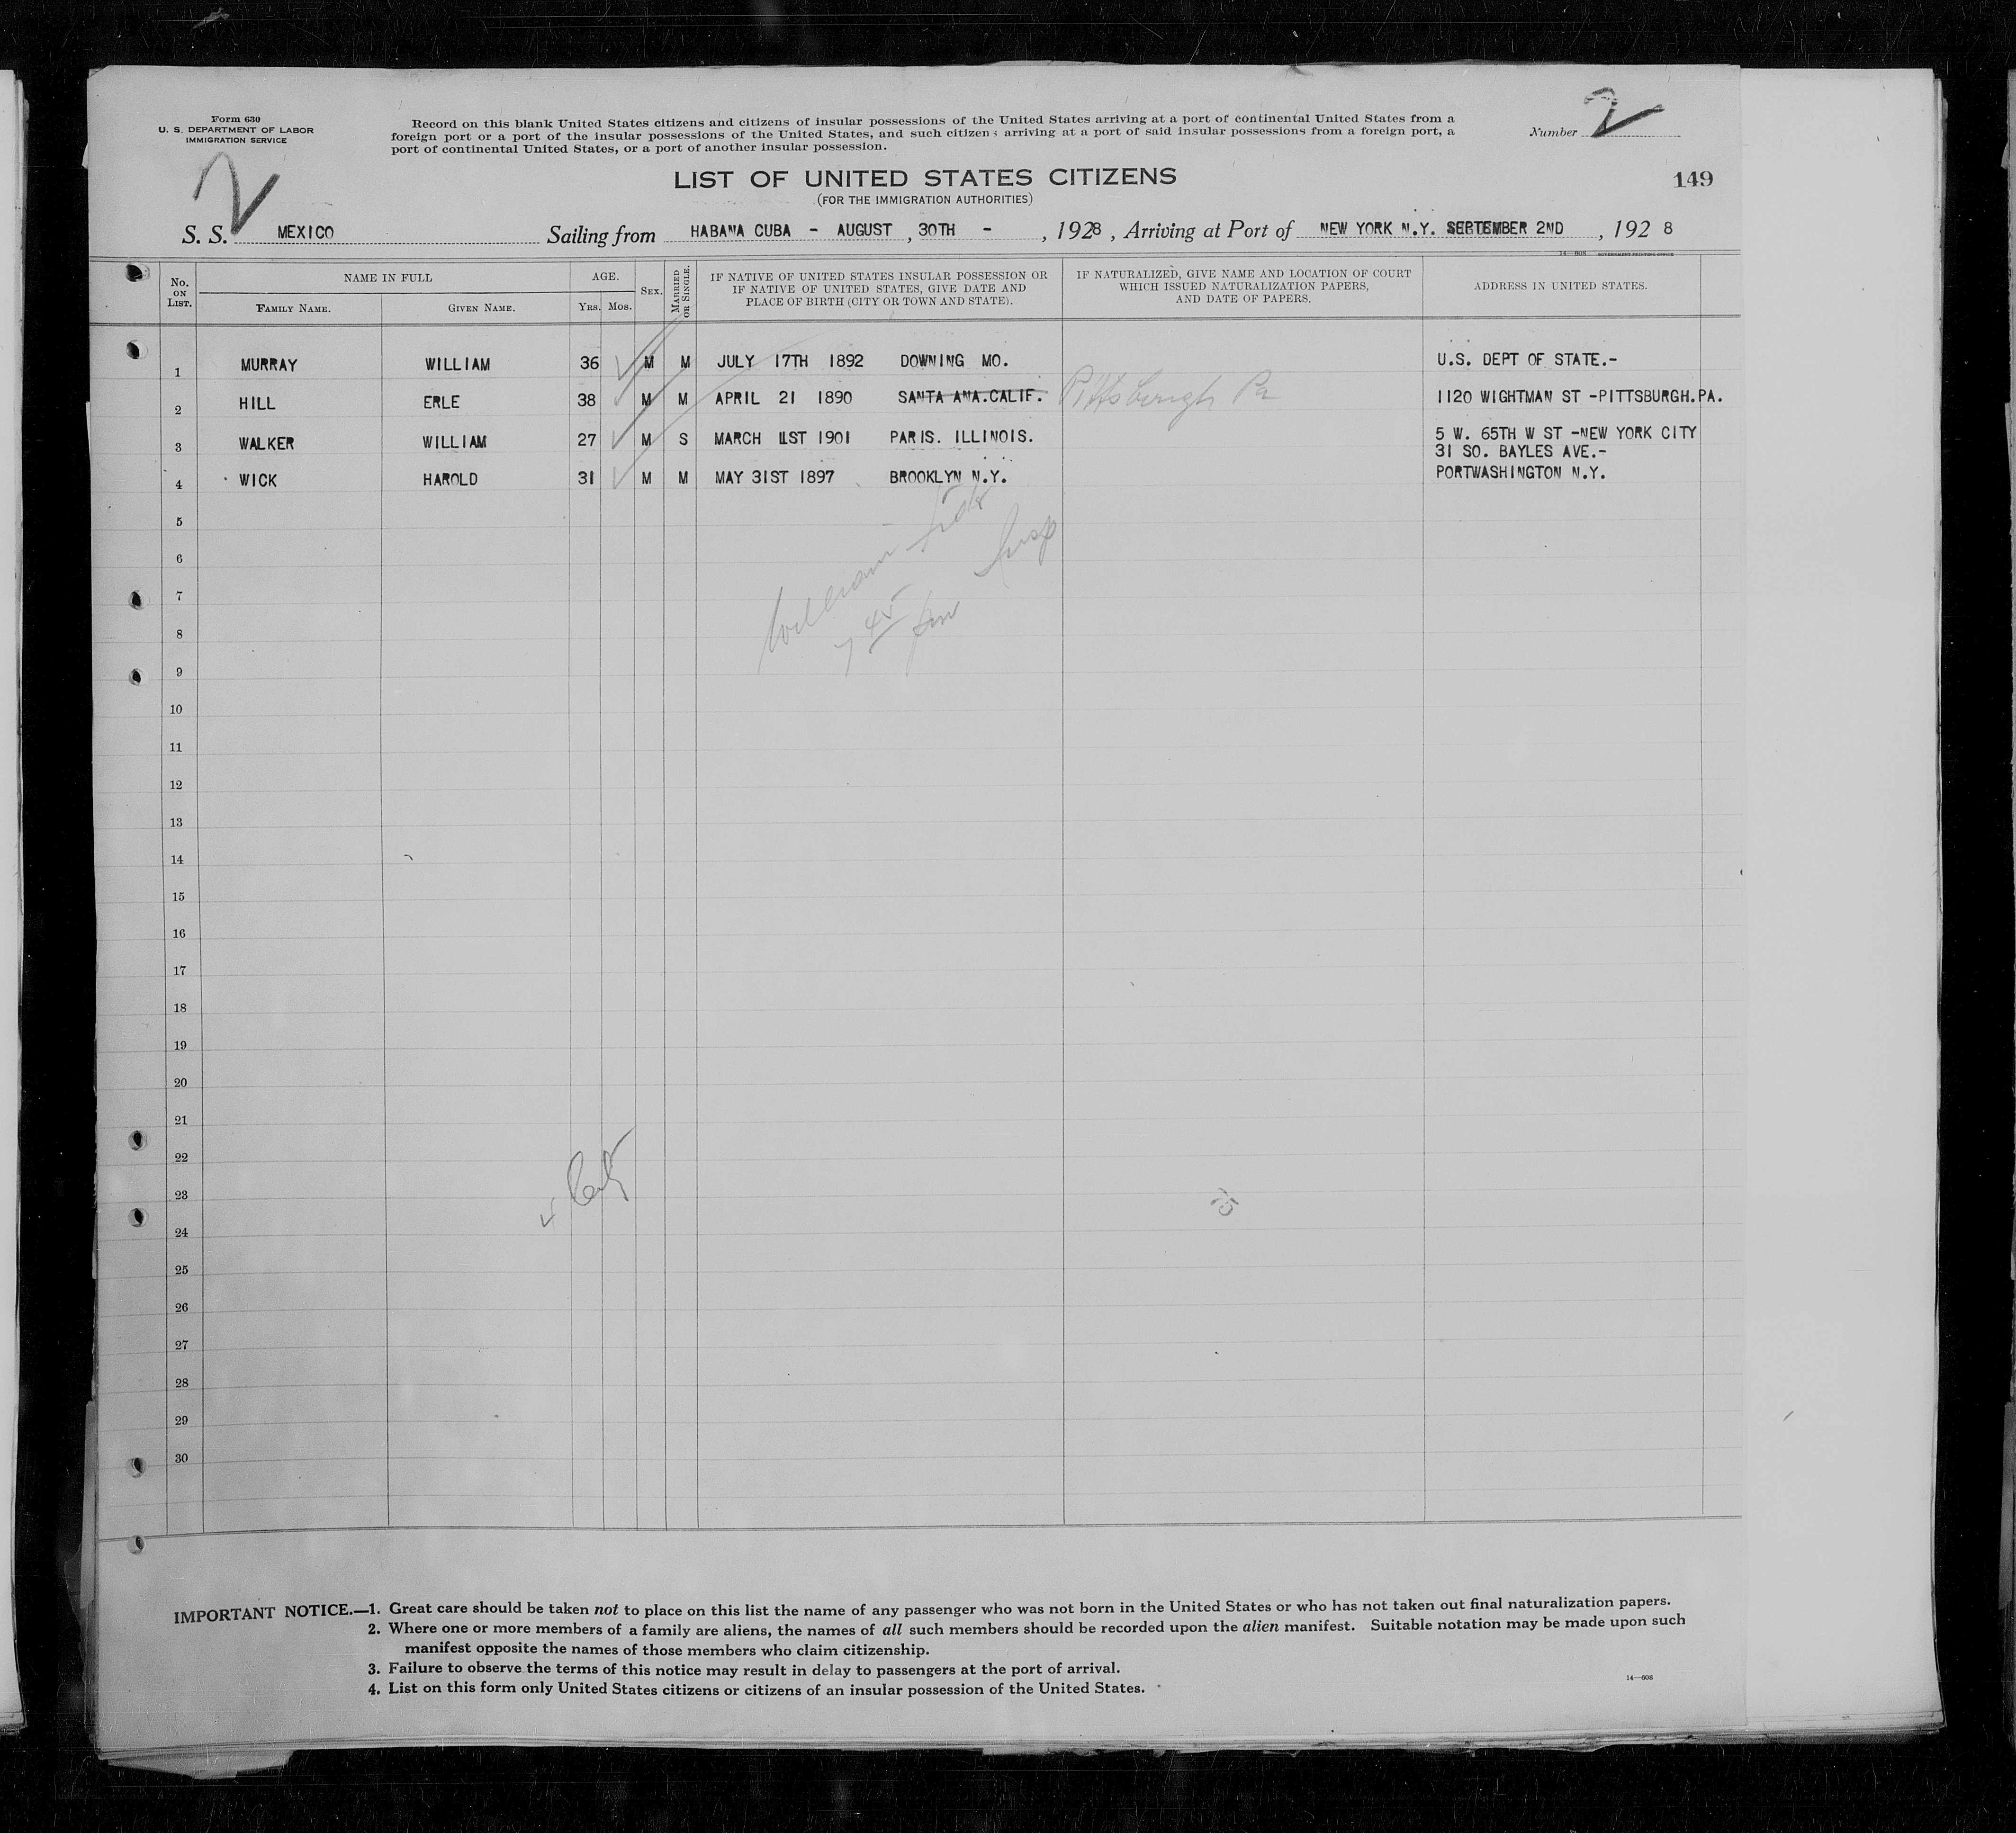 Form 630
U. S. DEPARTMENT OF LABOR
IMMIGRATION SERVICE
Record on this blank United States citizens and citizens of insular possessions of the United States arriving at a port of continental United States from a
foreign port or a port of the insular possessions of the United States, and such citizens arriving at a port of said insular possessions from a foreign port, a
port of continental United States, or a port of another insular possession.
Number 2
2
LIST OF UNITED STATES CITIZENS
149
(FOR THE IMMIGRATION AUTHORITIES)
S. S. MEXICO Sailing from HABANA CUBA - AUGUST , 30TH - , 1928 , Arriving at Port of NEW YORK N.Y. SEPTEMBER 2ND , 192 8
14—608 GOVERNMENT PRINTING OFFICE
No. ON LIST. NAME IN FULL FAMILY NAME. GIVEN NAME. AGE. YRS. MOS. SEX. MARRIED OR SINGLE. IF NATIVE OF UNITED STATES INSULAR POSSESSION OR IF NATIVE OF UNITED STATES, GIVE DATE AND PLACE OF BIRTH (CITY OR TOWN AND STATE). IF NATURALIZED, GIVE NAME AND LOCATION OF COURT WHICH ISSUED NATURALIZATION PAPERS, AND DATE OF PAPERS. ADDRESS IN UNITED STATES.
1 MURRAY WILLIAM 36 M M JULY 17TH 1892 DOWNING MO. U.S. DEPT OF STATE.-
2 HILL ERLE 38 M M APRIL 21 1890 SANTA ANA.CALIF. Pittsburgh Pa 1120 WIGHTMAN ST -PITTSBURGH.PA.
3 WALKER WILLIAM 27 M S MARCH 11ST 1901 PARIS. ILLINOIS. 5 W. 65TH W ST -NEW YORK CITY
31 SO. BAYLES AVE.-
4 WICK HAROLD 31 M M MAY 31ST 1897 BROOKLYN N.Y. PORTWASHINGTON N.Y.
5
6
Insp
7
7 45 pm
8
9
10
11
12
13
14
15
16
17
18
19
20
21
22
23
24
25
26
27
28
29
30
IMPORTANT NOTICE.—1. Great care should be taken not to place on this list the name of any passenger who was not born in the United States or who has not taken out final naturalization papers.
2. Where one or more members of a family are aliens, the names of all such members should be recorded upon the alien manifest. Suitable notation may be made upon such
manifest opposite the names of those members who claim citizenship.
3. Failure to observe the terms of this notice may result in delay to passengers at the port of arrival.
4. List on this form only United States citizens or citizens of an insular possession of the United States.
14—608